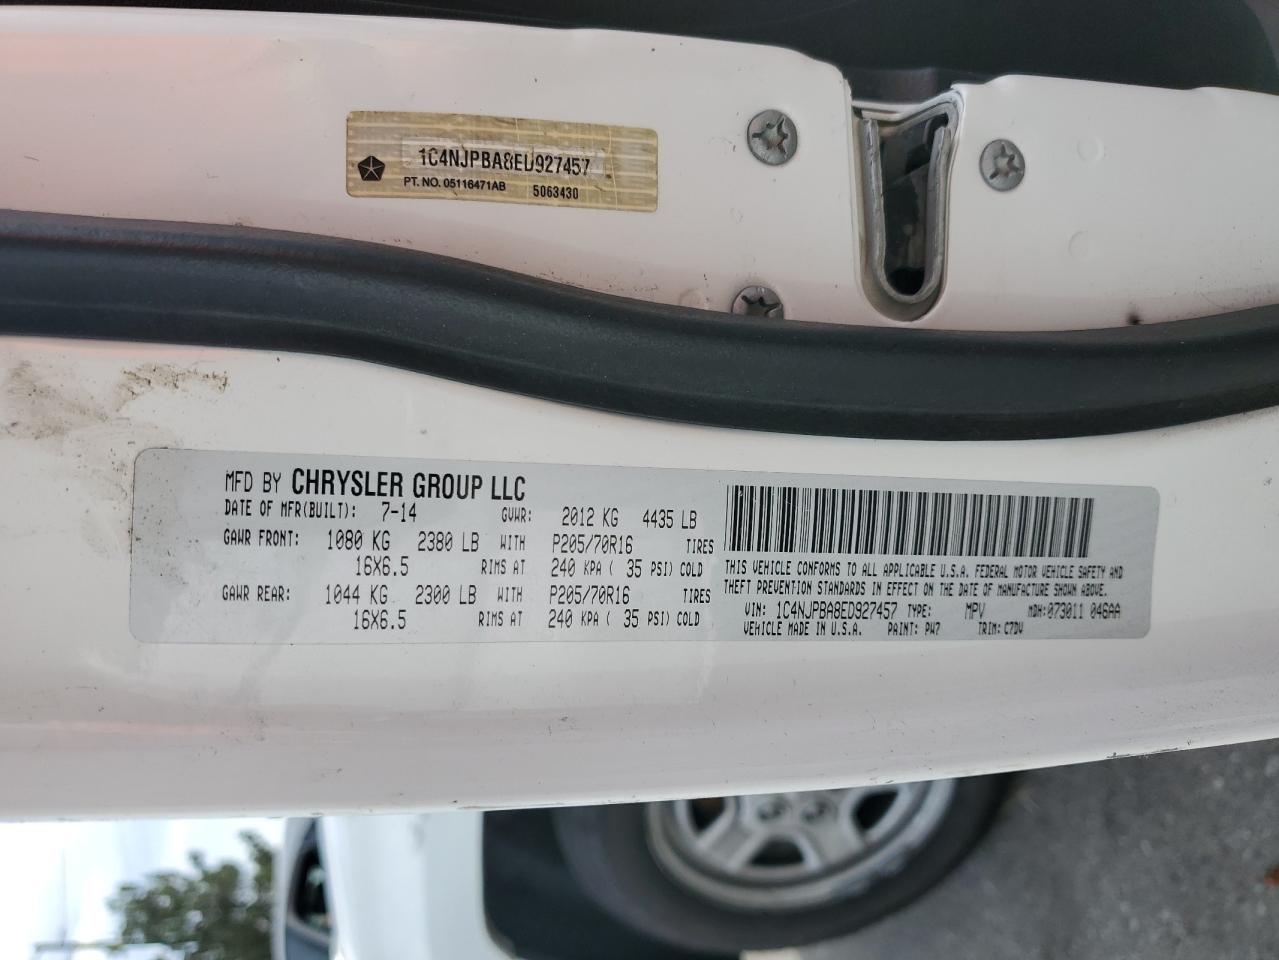 1C4NJPBA8ED927457
PT. NO. 05116471AB 5063430
MFD BY CHRYSLER GROUP LLC
DATE OF MFR(BUILT): 7-14 GVWR: 2012 KG 4435 LB
GAWR FRONT: 1080 KG 2380 LB WITH P205/70R16 TIRES
16X6.5 RIMS AT 240 KPA ( 35 PSI) COLD
GAWR REAR: 1044 KG 2300 LB WITH P205/70R16 TIRES
16X6.5 RIMS AT 240 KPA ( 35 PSI) COLD
THIS VEHICLE CONFORMS TO ALL APPLICABLE U.S.A. FEDERAL MOTOR VEHICLE SAFETY AND
THEFT PREVENTION STANDARDS IN EFFECT ON THE DATE OF MANUFACTURE SHOWN ABOVE.
VIN: 1C4NJPBA8ED927457 TYPE: MPV MDH: 073011 046AA
VEHICLE MADE IN U.S.A. PAINT: PW7 TRIM: C7DV